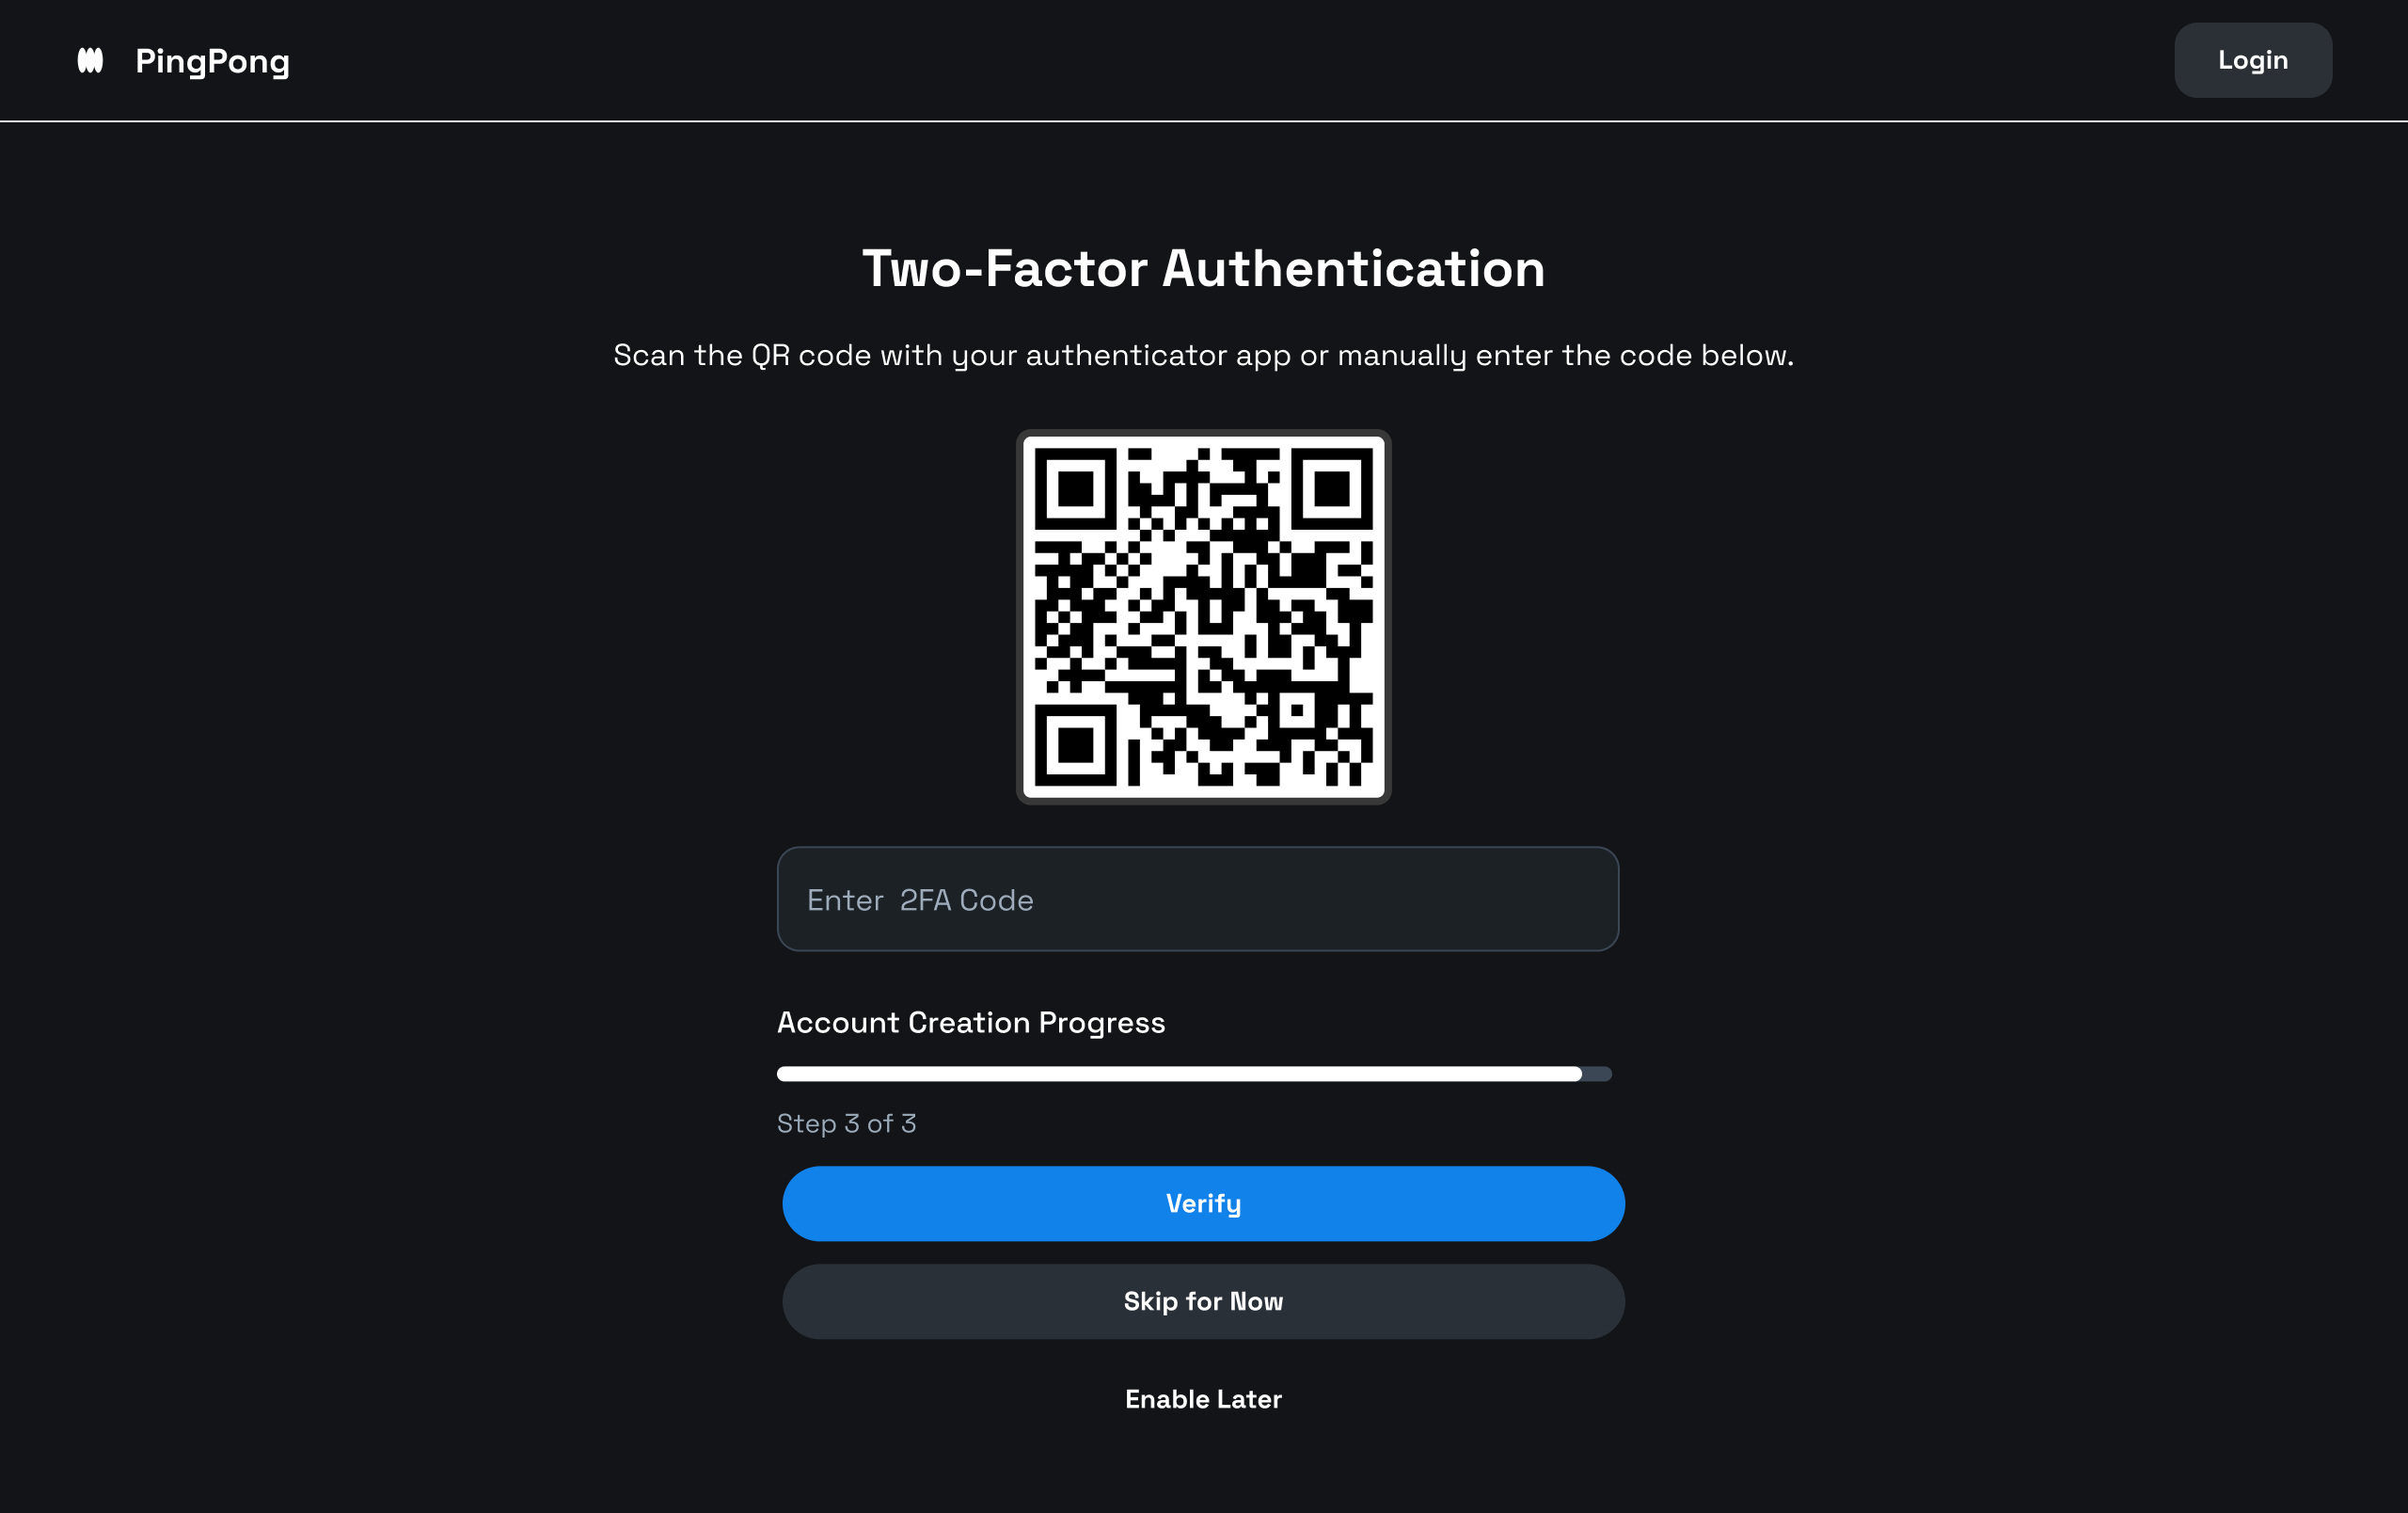 PingPong
Login
Two-Factor Authentication
Scan the QR code with your authenticator app or manually enter the code below.
Enter 2FA Code
Account Creation Progress
Step 3 of 3
Verify
Skip for Now
Enable Later